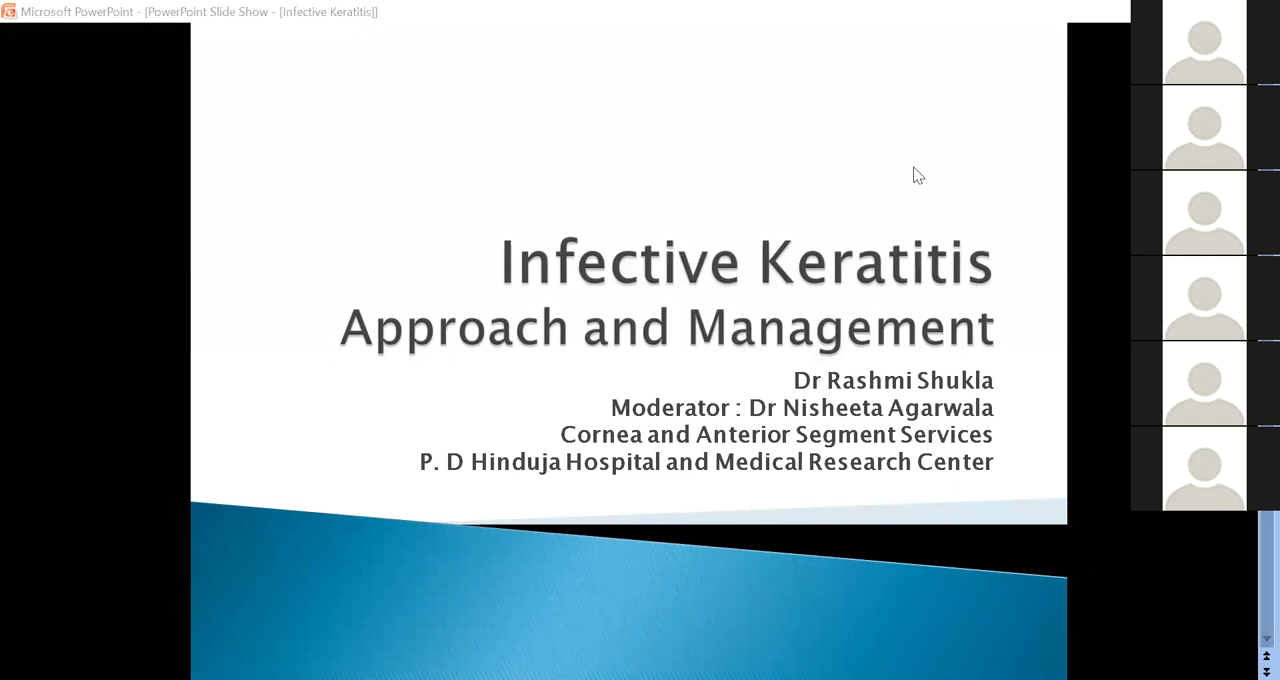 Microsoft PowerPoint - [PowerPoint Slide Show - [Infective Keratitis]]
Infective Keratitis
Approach and Management
Dr Rashmi Shukla
Moderator : Dr Nisheeta Agarwala
Cornea and Anterior Segment Services
P. D Hinduja Hospital and Medical Research Center